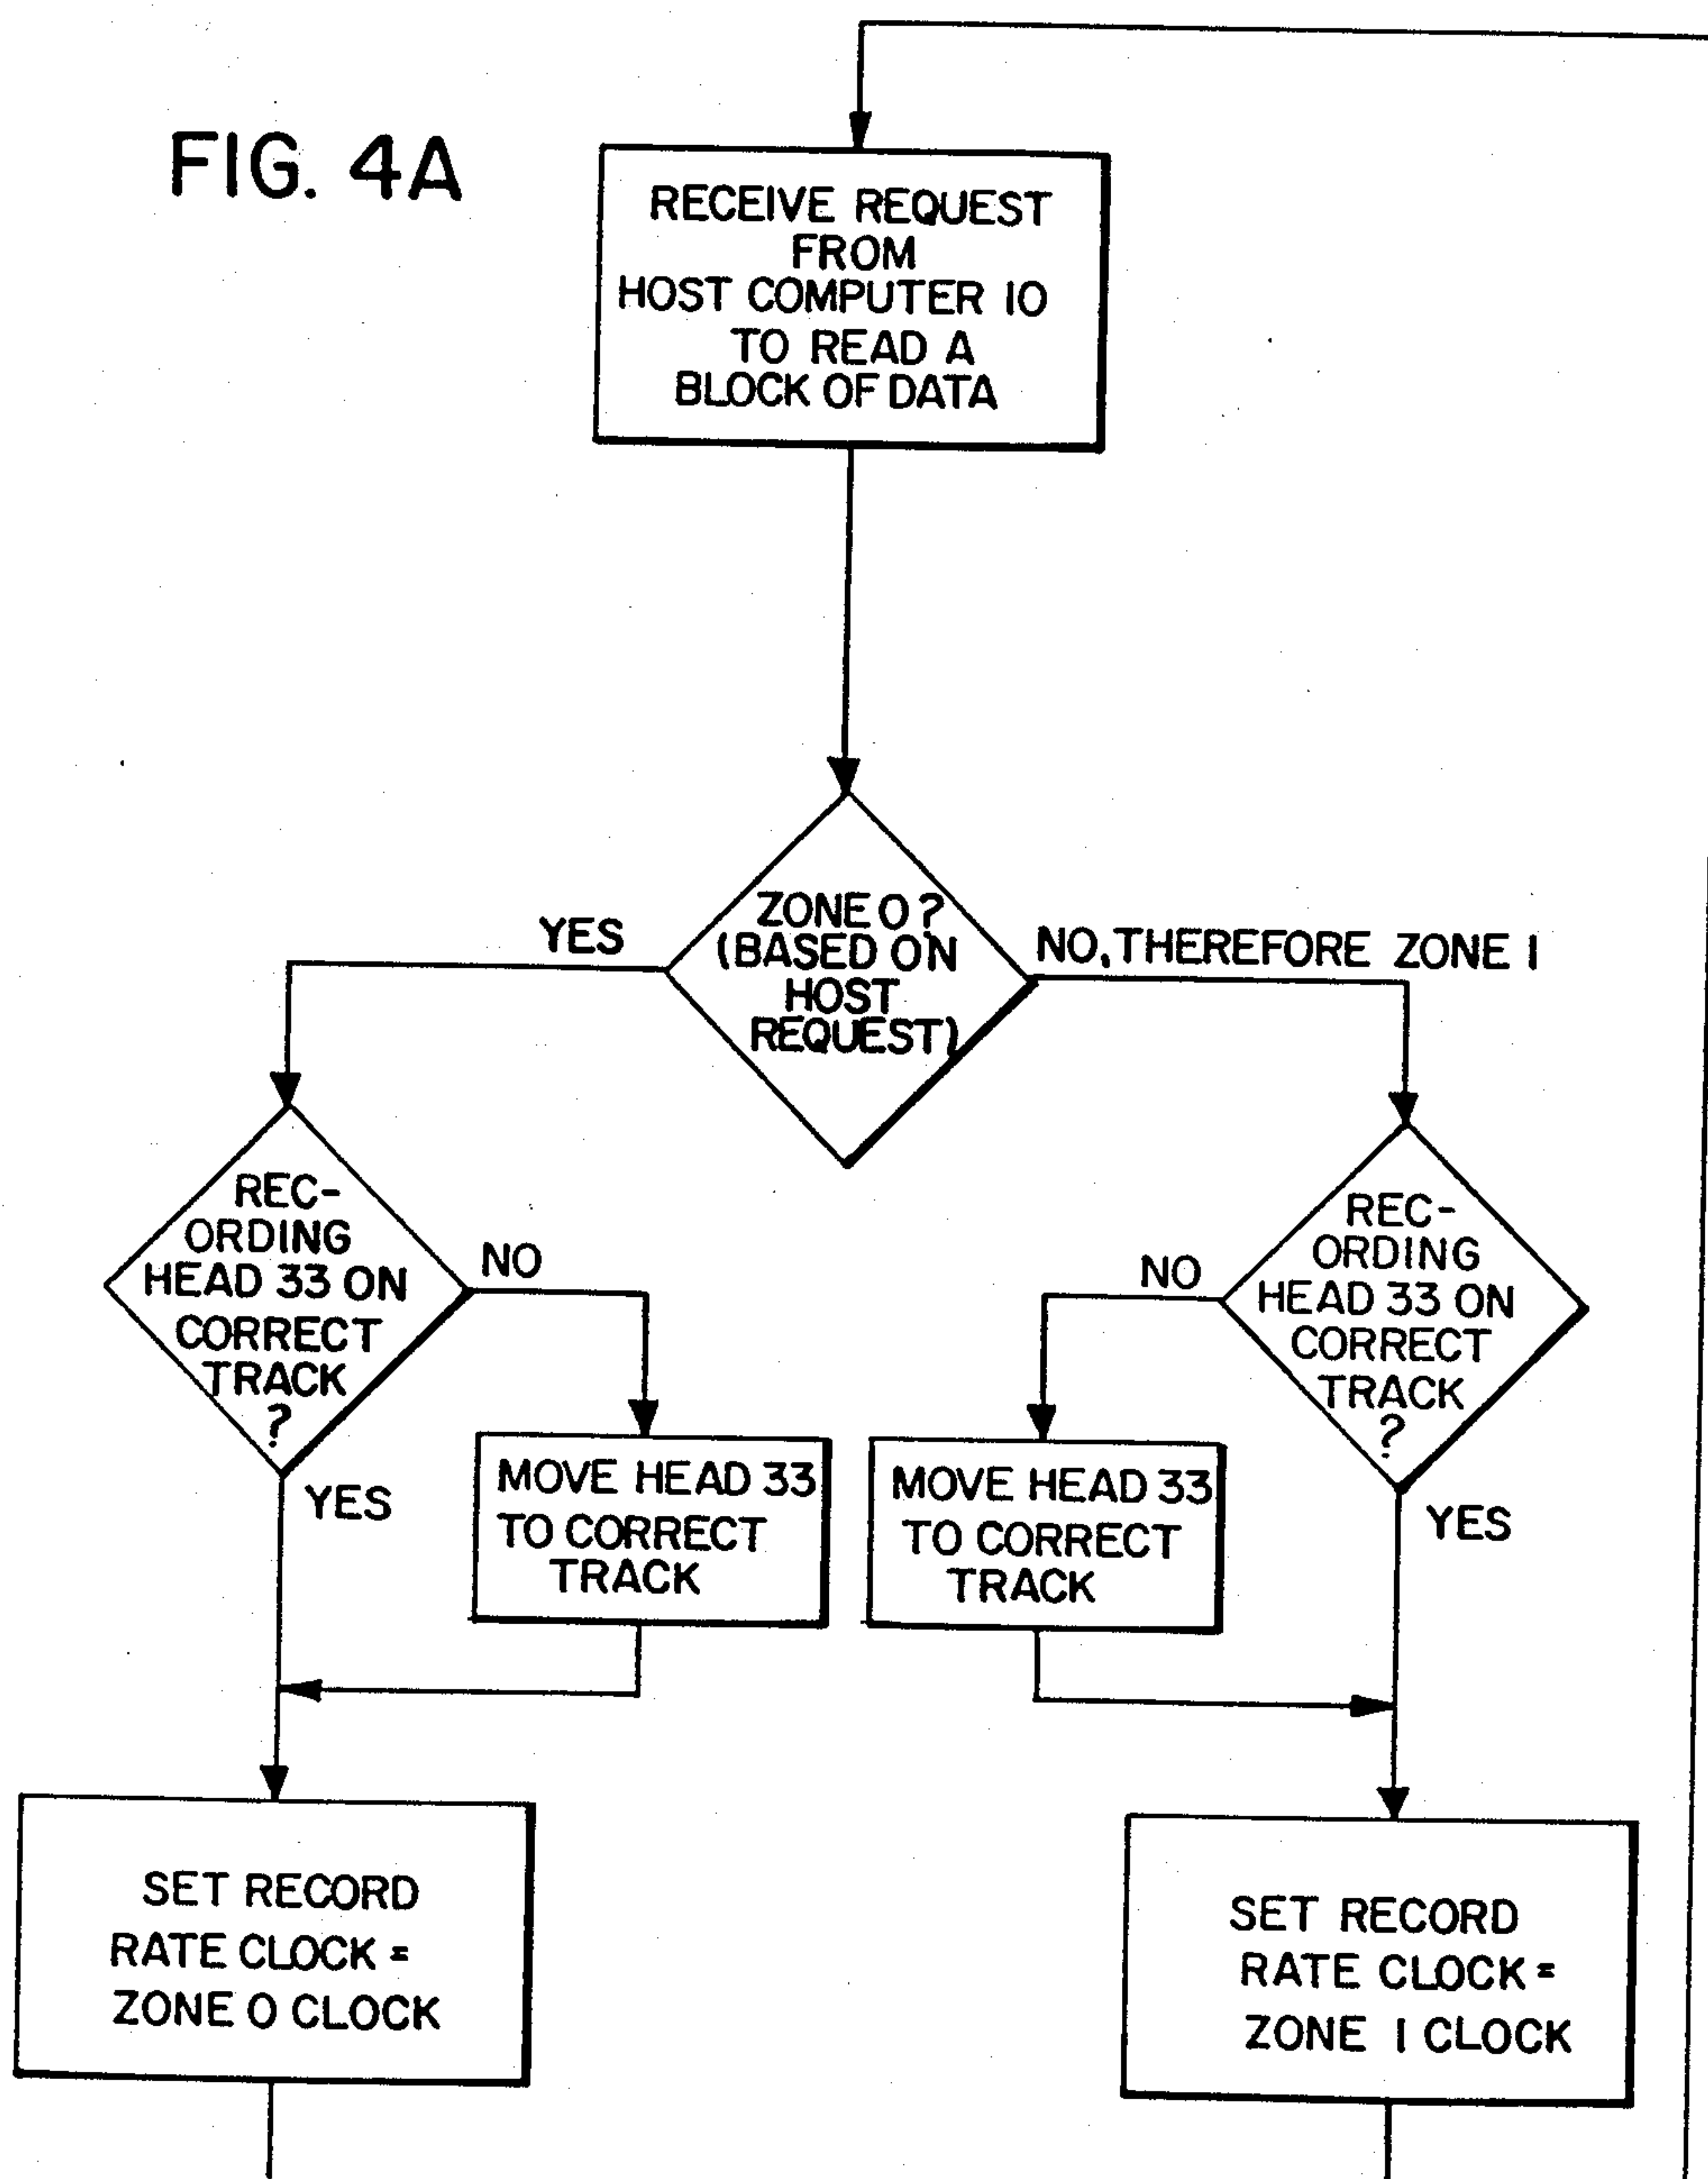 FIG. 4A
RECEIVE REQUEST
FROM
HOST COMPUTER 10
TO READ A
BLOCK OF DATA
ZONE 0?
(BASED ON
HOST
REQUEST)
YES
NO, THEREFORE ZONE 1
REC-
ORDING
HEAD 33 ON
CORRECT
TRACK
?
NO
YES
MOVE HEAD 33
TO CORRECT
TRACK
REC-
ORDING
HEAD 33 ON
CORRECT
TRACK
?
NO
YES
MOVE HEAD 33
TO CORRECT
TRACK
SET RECORD
RATE CLOCK =
ZONE 0 CLOCK
SET RECORD
RATE CLOCK =
ZONE 1 CLOCK